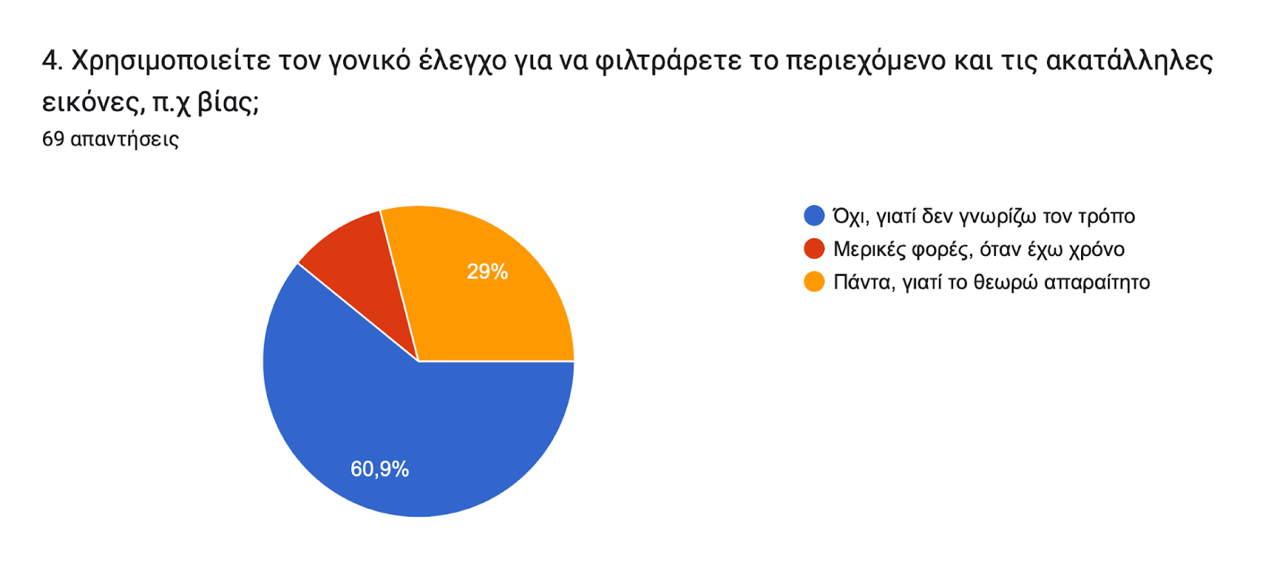 4. Χρησιμοποιείτε τον γονικό έλεγχο για να φιλτράρετε το περιεχόμενο και τις ακατάλληλες
εικόνες, π.χ βίας;
69 απαντήσεις
Όχι, γιατί δεν γνωρίζω τον τρόπο
Μερικές φορές, όταν έχω χρόνο
Πάντα, γιατί το θεωρώ απαραίτητο
29%
60,9%